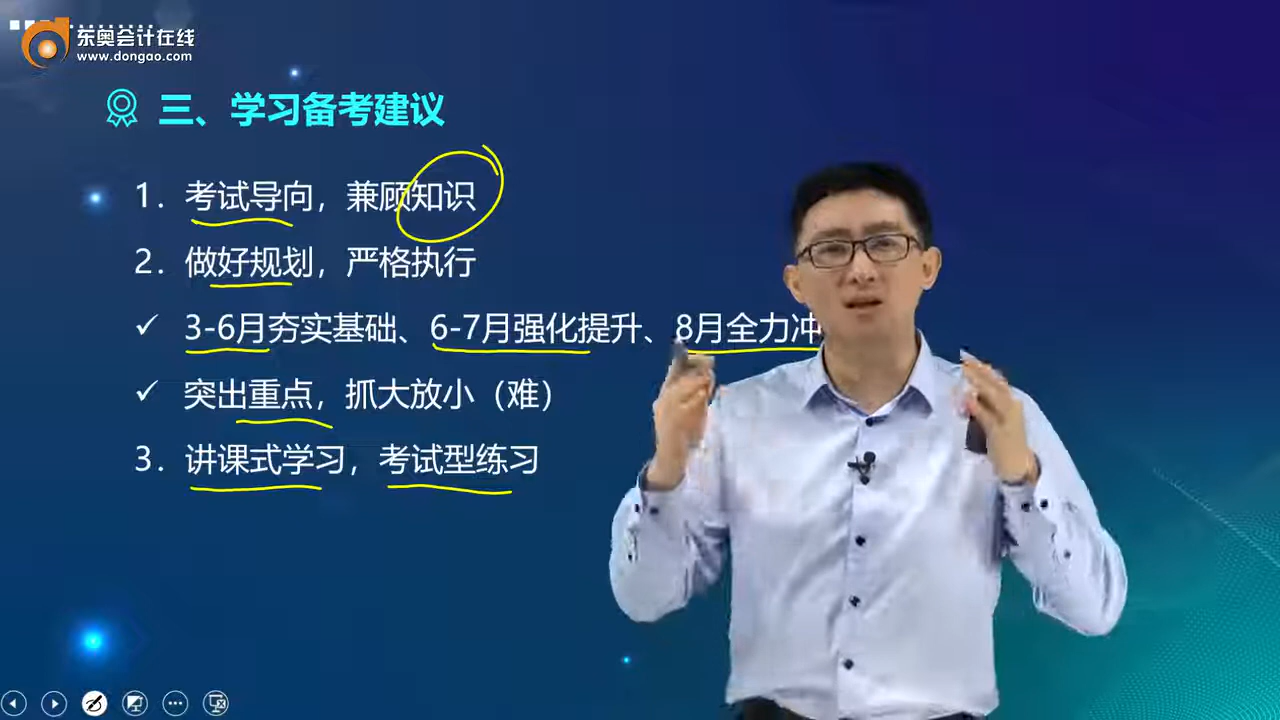 东奥会计在线
www.dongao.com
三、学习备考建议
1. 考试导向，兼顾知识
2. 做好规划，严格执行
✓ 3-6月夯实基础、6-7月强化提升、8月全力冲
✓ 突出重点，抓大放小（难）
3. 讲课式学习，考试型练习